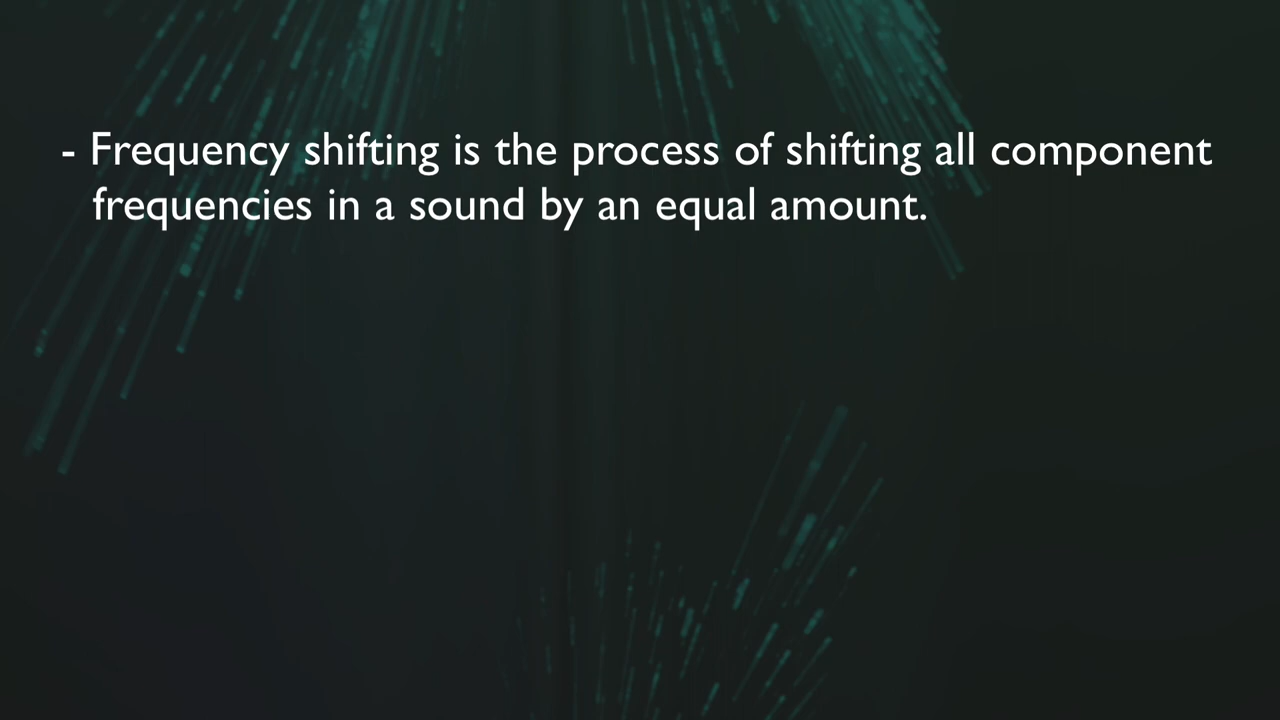 - Frequency shifting is the process of shifting all component
frequencies in a sound by an equal amount.